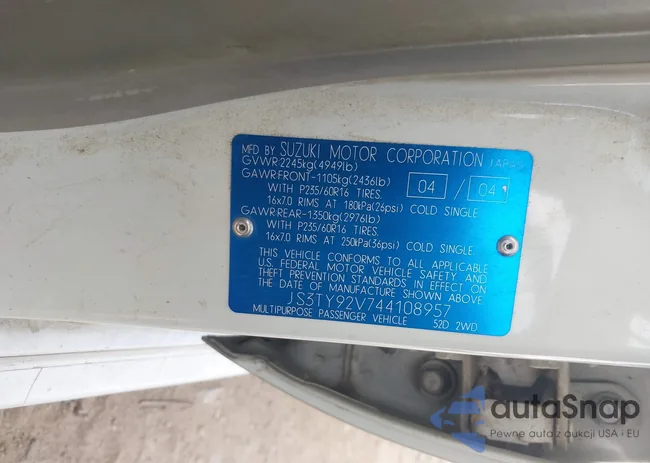 MFD BY SUZUKI MOTOR CORPORATION JAPAN
GVWR:2245kg(4949lb)
GAWR:FRONT-1105kg(2436lb)
WITH P235/60R16 TIRES.
16x7.0 RIMS AT 180kPa(26psi) COLD SINGLE
04 / 04
GAWR:REAR-1350kg(2976lb)
WITH P235/60R16 TIRES.
16x7.0 RIMS AT 250kPa(36psi) COLD SINGLE
THIS VEHICLE CONFORMS TO ALL APPLICABLE
U.S. FEDERAL MOTOR VEHICLE SAFETY AND
THEFT PREVENTION STANDARDS IN EFFECT ON
THE DATE OF MANUFACTURE SHOWN ABOVE.
JS3TY92V744108957
MULTIPURPOSE PASSENGER VEHICLE 52D 2WD
autoSnap
Pewne auta z aukcji USA i EU